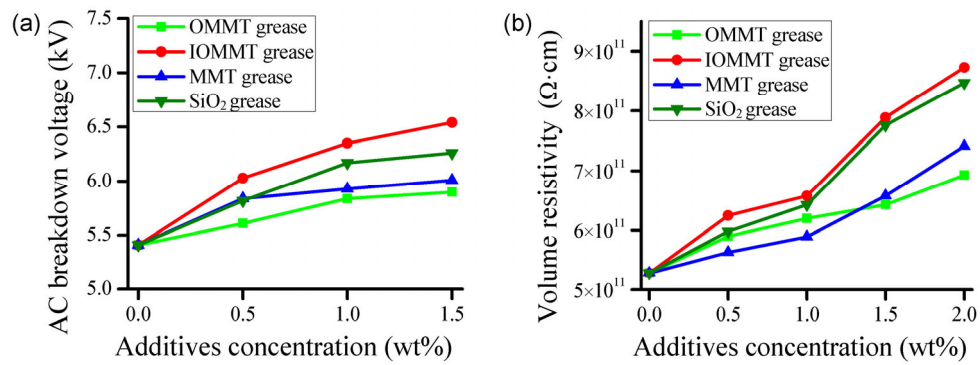 (a)
AC breakdown voltage (kV)
7.5
7.0
6.5
6.0
5.5
5.0
OMMT grease
IOMMT grease
MMT grease
SiO₂ grease
0.0 0.5 1.0 1.5
Additives concentration (wt%)
(b)
Volume resistivity (Ω·cm)
9×10¹¹
8×10¹¹
7×10¹¹
6×10¹¹
5×10¹¹
OMMT grease
IOMMT grease
MMT grease
SiO₂ grease
0.0 0.5 1.0 1.5 2.0
Additives concentration (wt%)